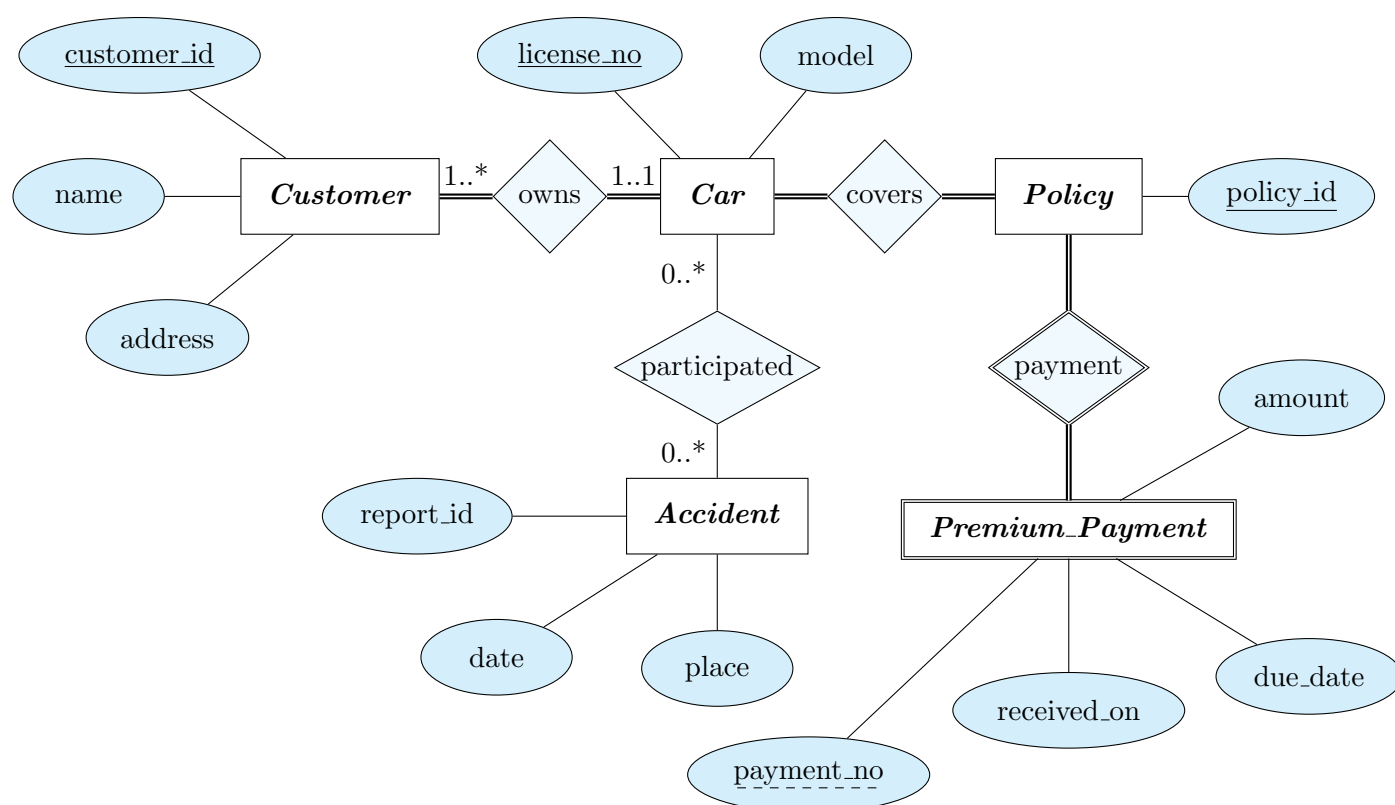 customer_id
license_no
model
name
Customer
1..*
owns
1..1
Car
covers
Policy
policy_id
0..*
address
participated
payment
amount
0..*
report_id
Accident
Premium_Payment
date
place
received_on
due_date
payment_no